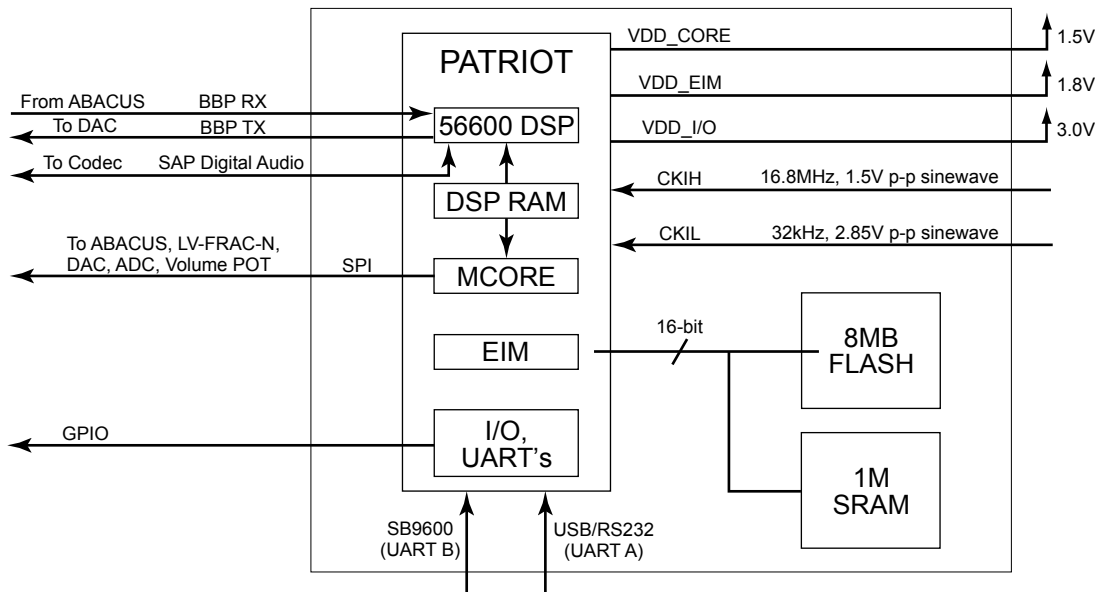 PATRIOT
VDD_CORE
1.5V
VDD_EIM
1.8V
VDD_I/O
3.0V
From ABACUS BBP RX
To DAC BBP TX
56600 DSP
To Codec SAP Digital Audio
CKIH 16.8MHz, 1.5V p-p sinewave
DSP RAM
CKIL 32kHz, 2.85V p-p sinewave
To ABACUS, LV-FRAC-N,
DAC, ADC, Volume POT
SPI
MCORE
16-bit
EIM
8MB
FLASH
GPIO
I/O,
UART's
1M
SRAM
SB9600
(UART B)
USB/RS232
(UART A)